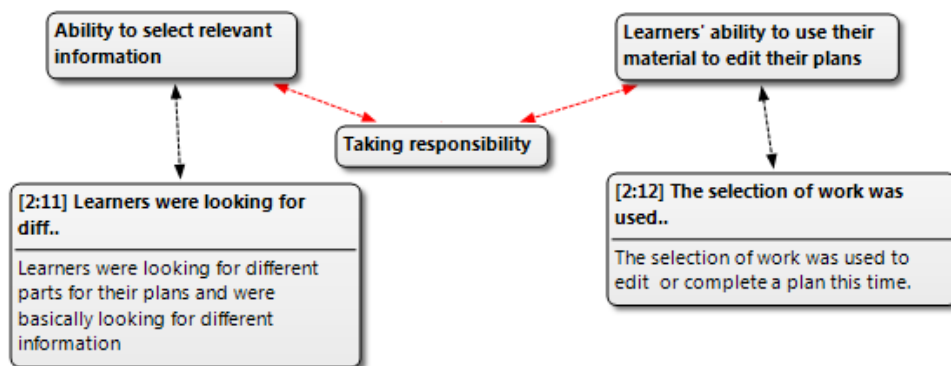 Ability to select relevant
information
Learners' ability to use their
material to edit their plans
Taking responsibility
[2:11] Learners were looking for
diff..
Learners were looking for different
parts for their plans and were
basically looking for different
information
[2:12] The selection of work was
used..
The selection of work was used to
edit  or complete a plan this time.